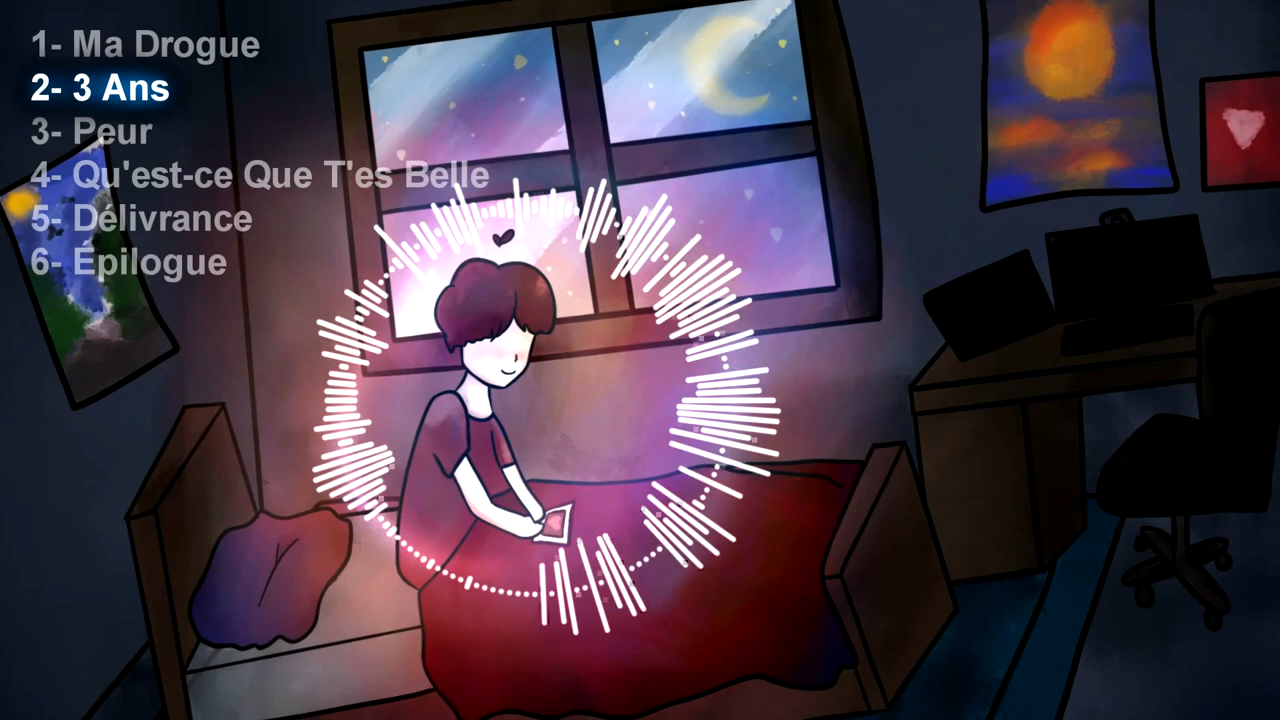 1- Ma Drogue
2- 3 Ans
3- Peur
4- Qu'est-ce Que T'es Belle
5- Délivrance
6- Épilogue